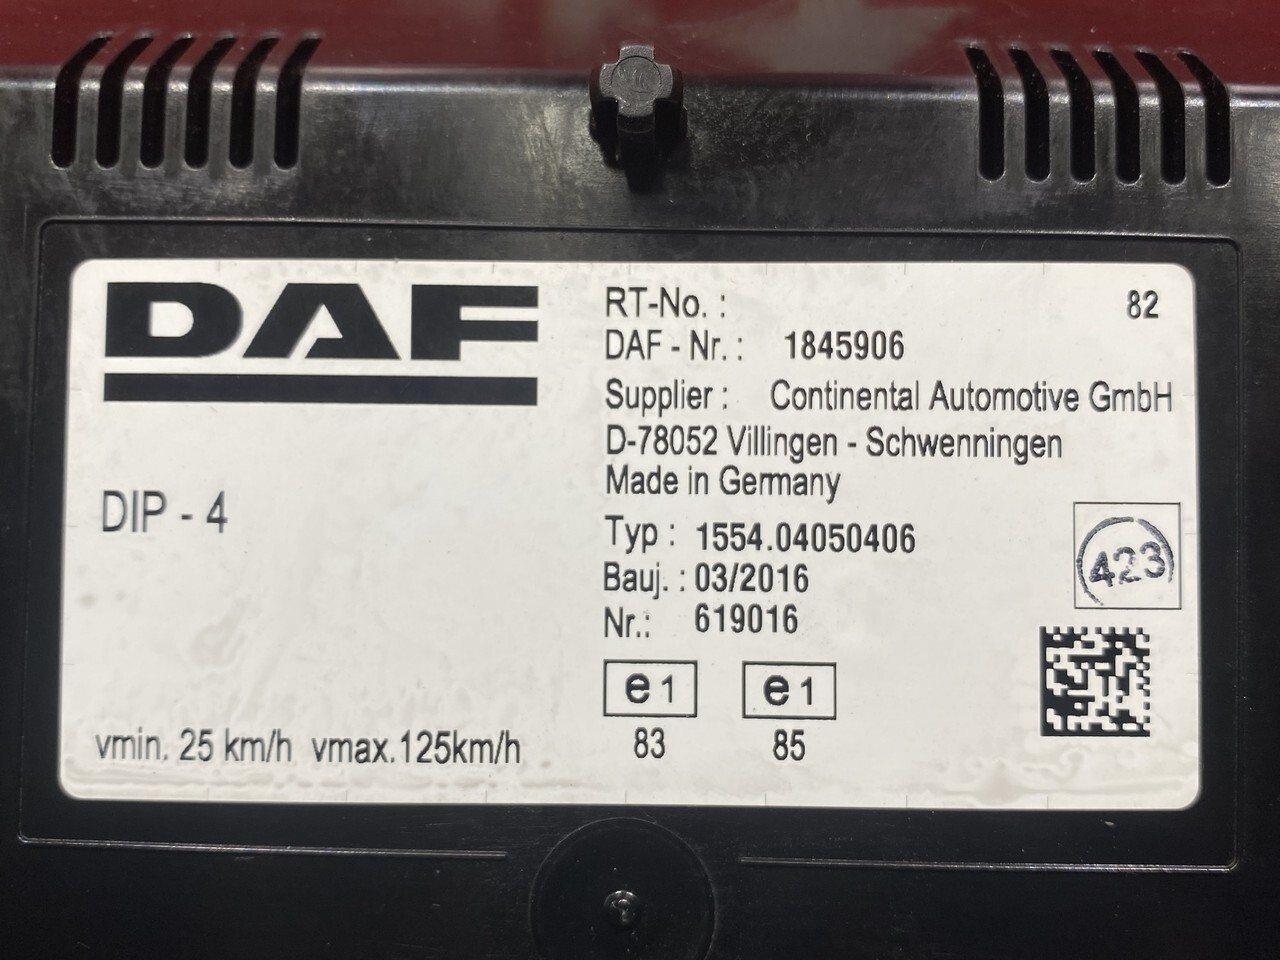 DAF
DIP - 4
vmin. 25 km/h vmax.125km/h
RT-No. :
82
DAF - Nr. : 1845906
Supplier : Continental Automotive GmbH
D-78052 Villingen - Schwenningen
Made in Germany
Typ : 1554.04050406
Bauj. : 03/2016
Nr.: 619016
423
e1 e1
83 85